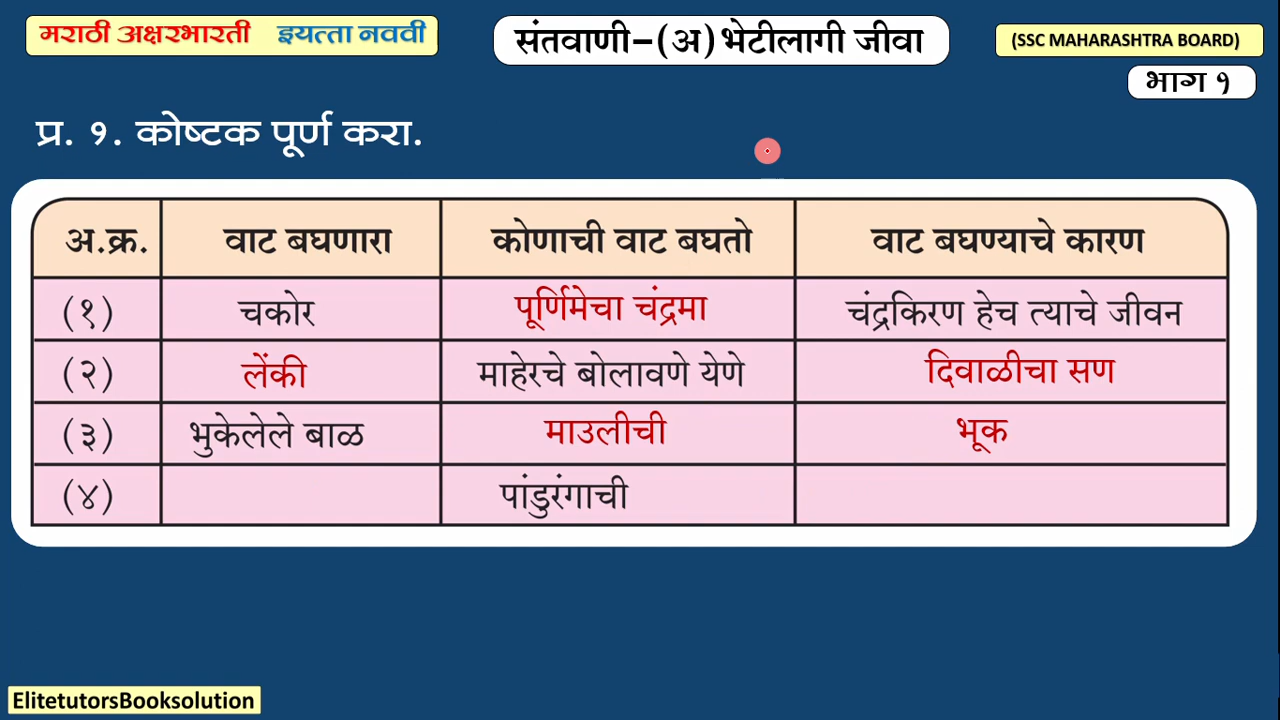 मराठी अक्षरभारती इयत्ता नववी
संतवाणी–(अ) भेटीलागी जीवा
(SSC MAHARASHTRA BOARD)
भाग १
प्र. १. कोष्टक पूर्ण करा.
अ.क्र. वाट बघणारा कोणाची वाट बघतो वाट बघण्याचे कारण
(१) चकोर पूर्णिमेचा चंद्रमा चंद्रकिरण हेच त्याचे जीवन
(२) लेंकी माहेरचे बोलावणे येणे दिवाळीचा सण
(३) भुकेलेले बाळ माउलीची भूक
(४) पांडुरंगाची
ElitetutorsBooksolution